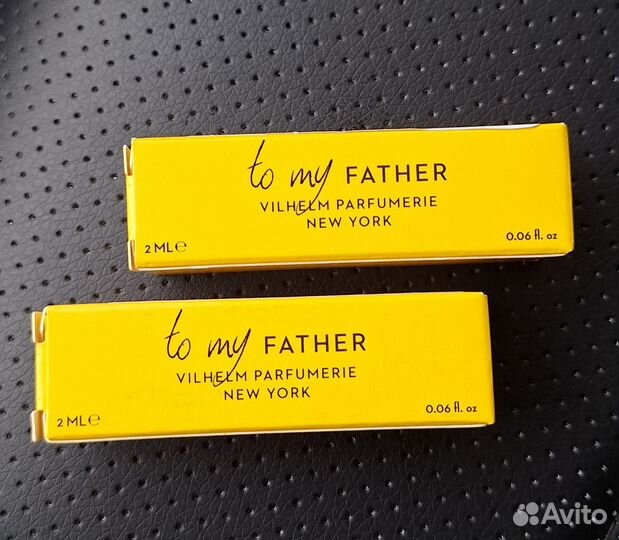 to my FATHER
VILHELM PARFUMERIE
NEW YORK
2 ML℮ 0.06 fl. oz
to my FATHER
VILHELM PARFUMERIE
NEW YORK
2 ML℮ 0.06 fl. oz
Avito